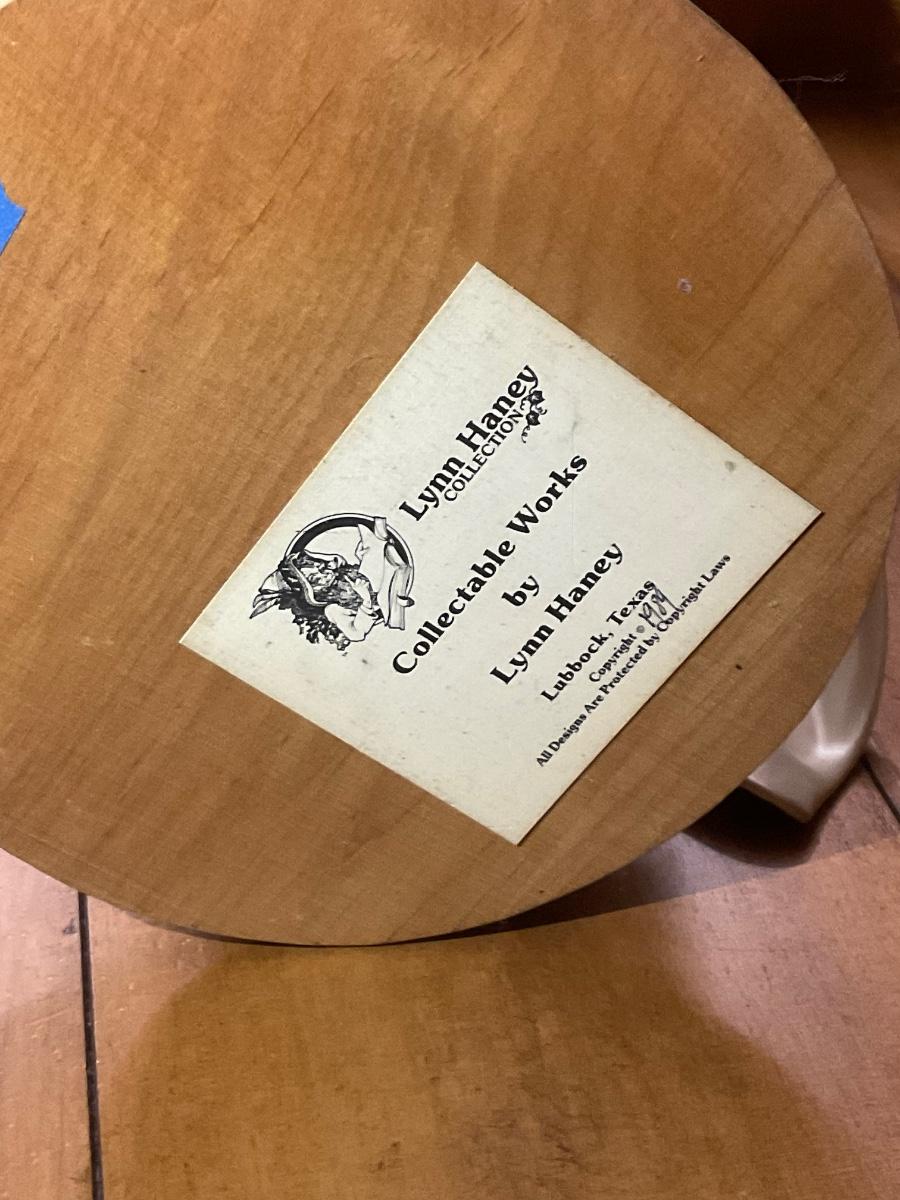 Lynn Haney
COLLECTION
Collectable Works
by
Lynn Haney
Lubbock, Texas
Copyright © 1989
All Designs Are Protected by Copyright Laws